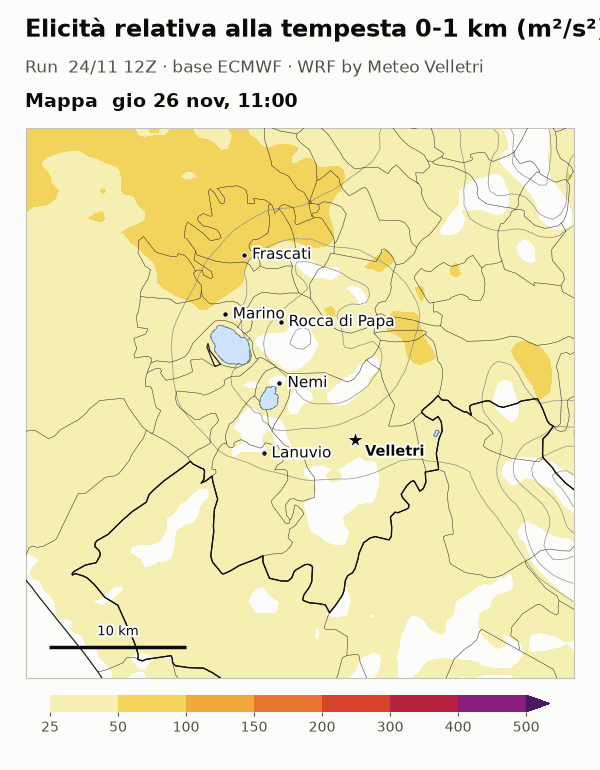 Elicità relativa alla tempesta 0-1 km (m²/s²)
Run  24/11 12Z · base ECMWF · WRF by Meteo Velletri
Mappa  gio 26 nov, 11:00
Frascati
Marino
Rocca di Papa
Nemi
Velletri
Lanuvio
10 km
25 50 100 150 200 300 400 500